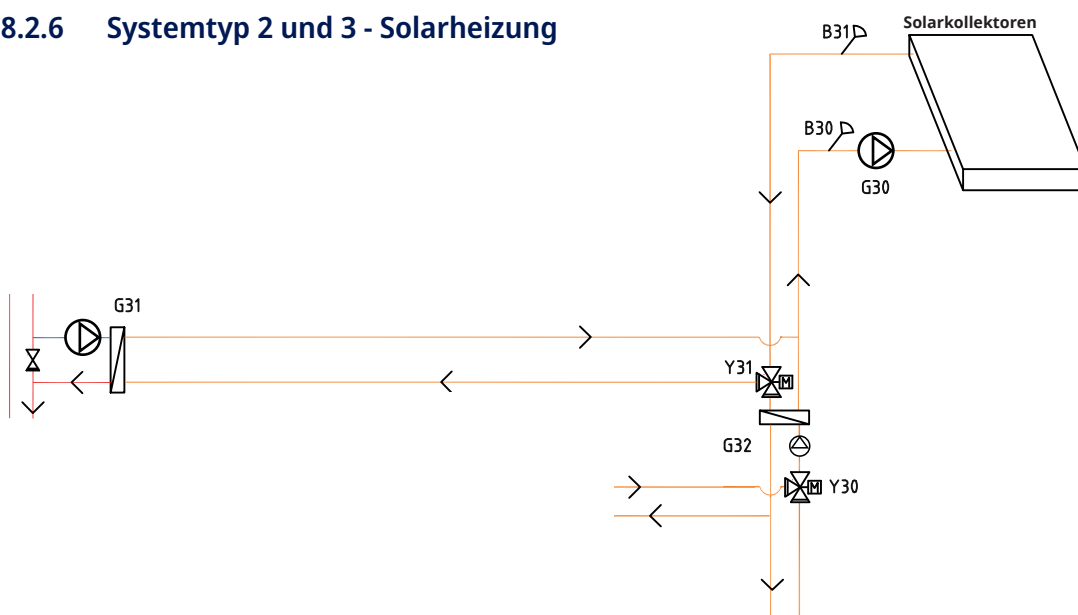 8.2.6 Systemtyp 2 und 3 - Solarheizung
Solarkollektoren
B31
B30
G30
G31
Y31
M
G32
M
Y30